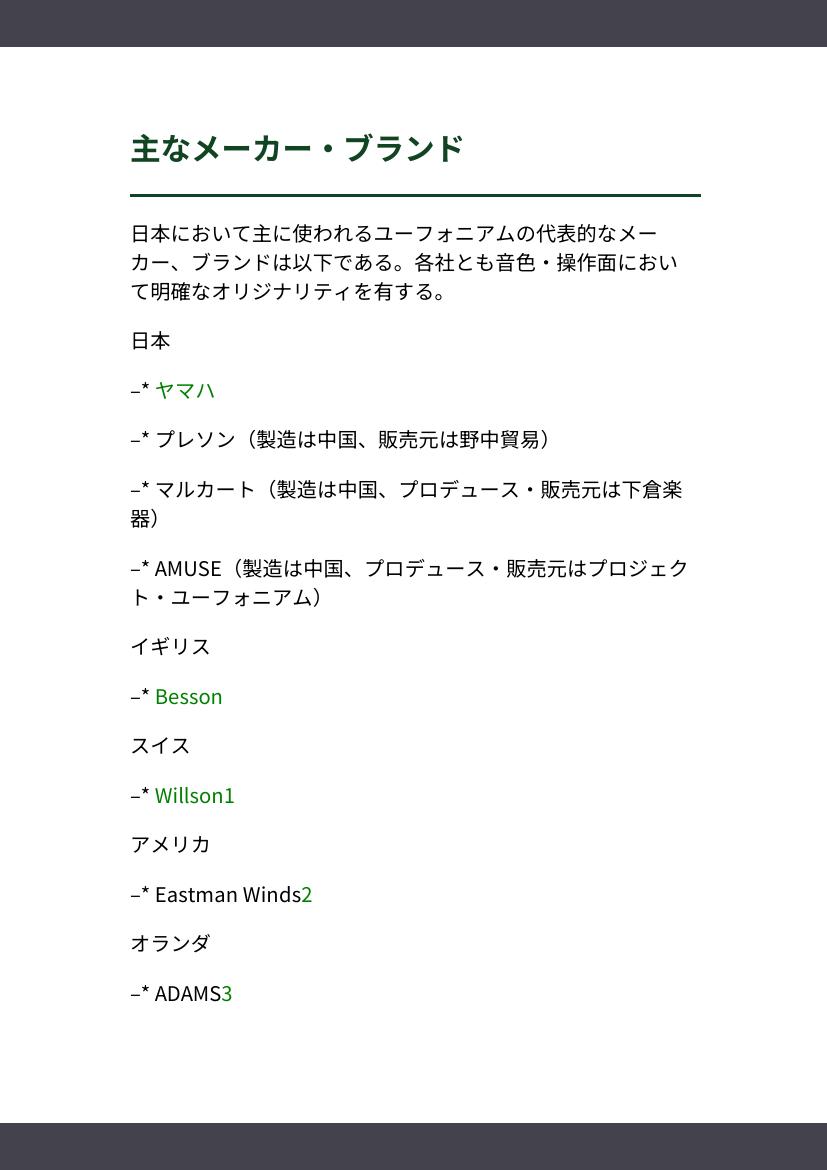 主なメーカー・ブランド
日本において主に使われるユーフォニアムの代表的なメー
カー、ブランドは以下である。各社とも音色・操作面におい
て明確なオリジナリティを有する。
日本
–* ヤマハ
–* プレソン（製造は中国、販売元は野中貿易）
–* マルカート（製造は中国、プロデュース・販売元は下倉楽
器）
–* AMUSE（製造は中国、プロデュース・販売元はプロジェク
ト・ユーフォニアム）
イギリス
–* Besson
スイス
–* Willson1
アメリカ
–* Eastman Winds2
オランダ
–* ADAMS3